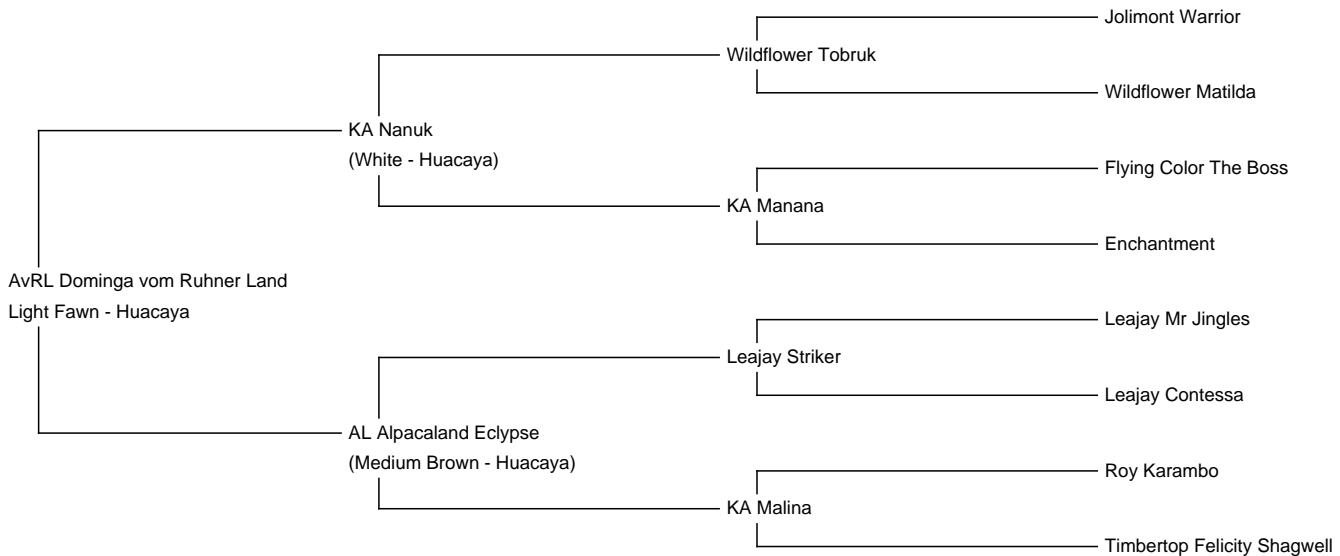 Jolimont Warrior
Wildflower Tobruk
Wildflower Matilda
KA Nanuk
(White - Huacaya)
Flying Color The Boss
KA Manana
Enchantment
AvRL Dominga vom Ruhner Land
Light Fawn - Huacaya
Leajay Mr Jingles
Leajay Striker
Leajay Contessa
AL Alpacaland Eclypse
(Medium Brown - Huacaya)
Roy Karambo
KA Malina
Timbertop Felicity Shagwell